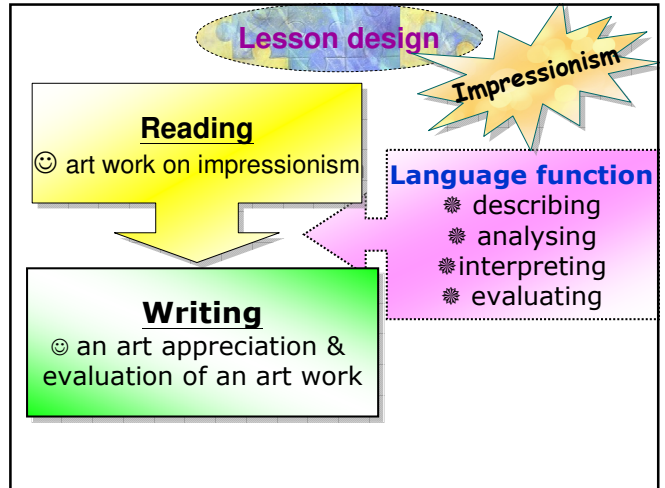 Lesson design
Impressionism
Reading
☺ art work on impressionism
Language function
❋ describing
❋ analysing
❋interpreting
❋ evaluating
Writing
☺ an art appreciation &
evaluation of an art work